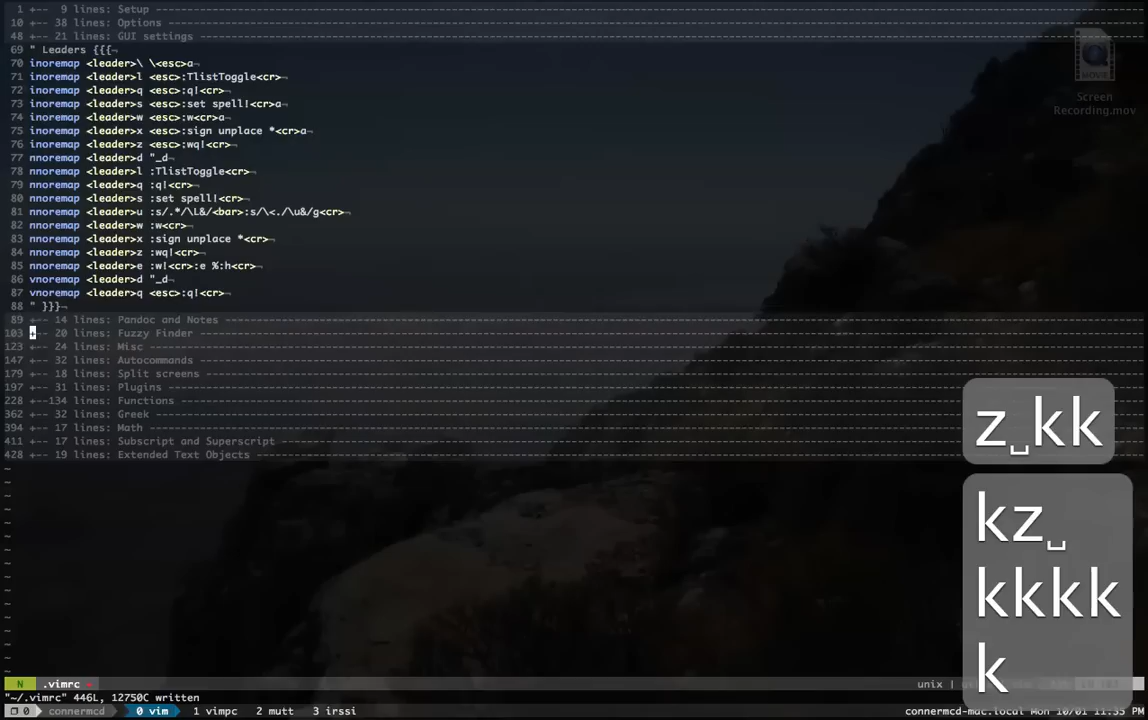 1 +--  9 lines: Setup ----------------
10 +-- 38 lines: Options ----------------
48 +-- 21 lines: GUI settings ----------------
69 " Leaders {{{¬
70 inoremap <leader>\ \<esc>a¬
71 inoremap <leader>l <esc>:TlistToggle<cr>¬
72 inoremap <leader>q <esc>:q!<cr>¬
73 inoremap <leader>s <esc>:set spell!<cr>a¬
74 inoremap <leader>w <esc>:w<cr>a¬
75 inoremap <leader>x <esc>:sign unplace *<cr>a¬
76 inoremap <leader>z <esc>:wq!<cr>¬
77 nnoremap <leader>d "_d¬
78 nnoremap <leader>l :TlistToggle<cr>¬
79 nnoremap <leader>q :q!<cr>¬
80 nnoremap <leader>s :set spell!<cr>¬
81 nnoremap <leader>u :s/.*/\L&/<bar>:s/\<./\u&/g<cr>¬
82 nnoremap <leader>w :w<cr>¬
83 nnoremap <leader>x :sign unplace *<cr>¬
84 nnoremap <leader>z :wq!<cr>¬
85 nnoremap <leader>e :w!<cr>:e %:h<cr>¬
86 vnoremap <leader>d "_d¬
87 vnoremap <leader>q <esc>:q!<cr>¬
88 " }}}¬
89 +-- 14 lines: Pandoc and Notes ----------------
103 +-- 20 lines: Fuzzy Finder ----------------
123 +-- 24 lines: Misc ----------------
147 +-- 32 lines: Autocommands ----------------
179 +-- 18 lines: Split screens ----------------
197 +-- 31 lines: Plugins ----------------
228 +--134 lines: Functions ----------------
362 +-- 32 lines: Greek ----------------
394 +-- 17 lines: Math ----------------
411 +-- 17 lines: Subscript and Superscript ----------------
428 +-- 19 lines: Extended Text Objects ----------------
MOVIE
Screen
Recording.mov
z␣kk
kz␣
kkkk
k
N .vimrc unix |
"~/.vimrc" 446L, 12750C written
0 connermcd 0 vim 1 vimpc 2 mutt 3 irssi connermcd-mac.local Mon 10/01 11:35 PM